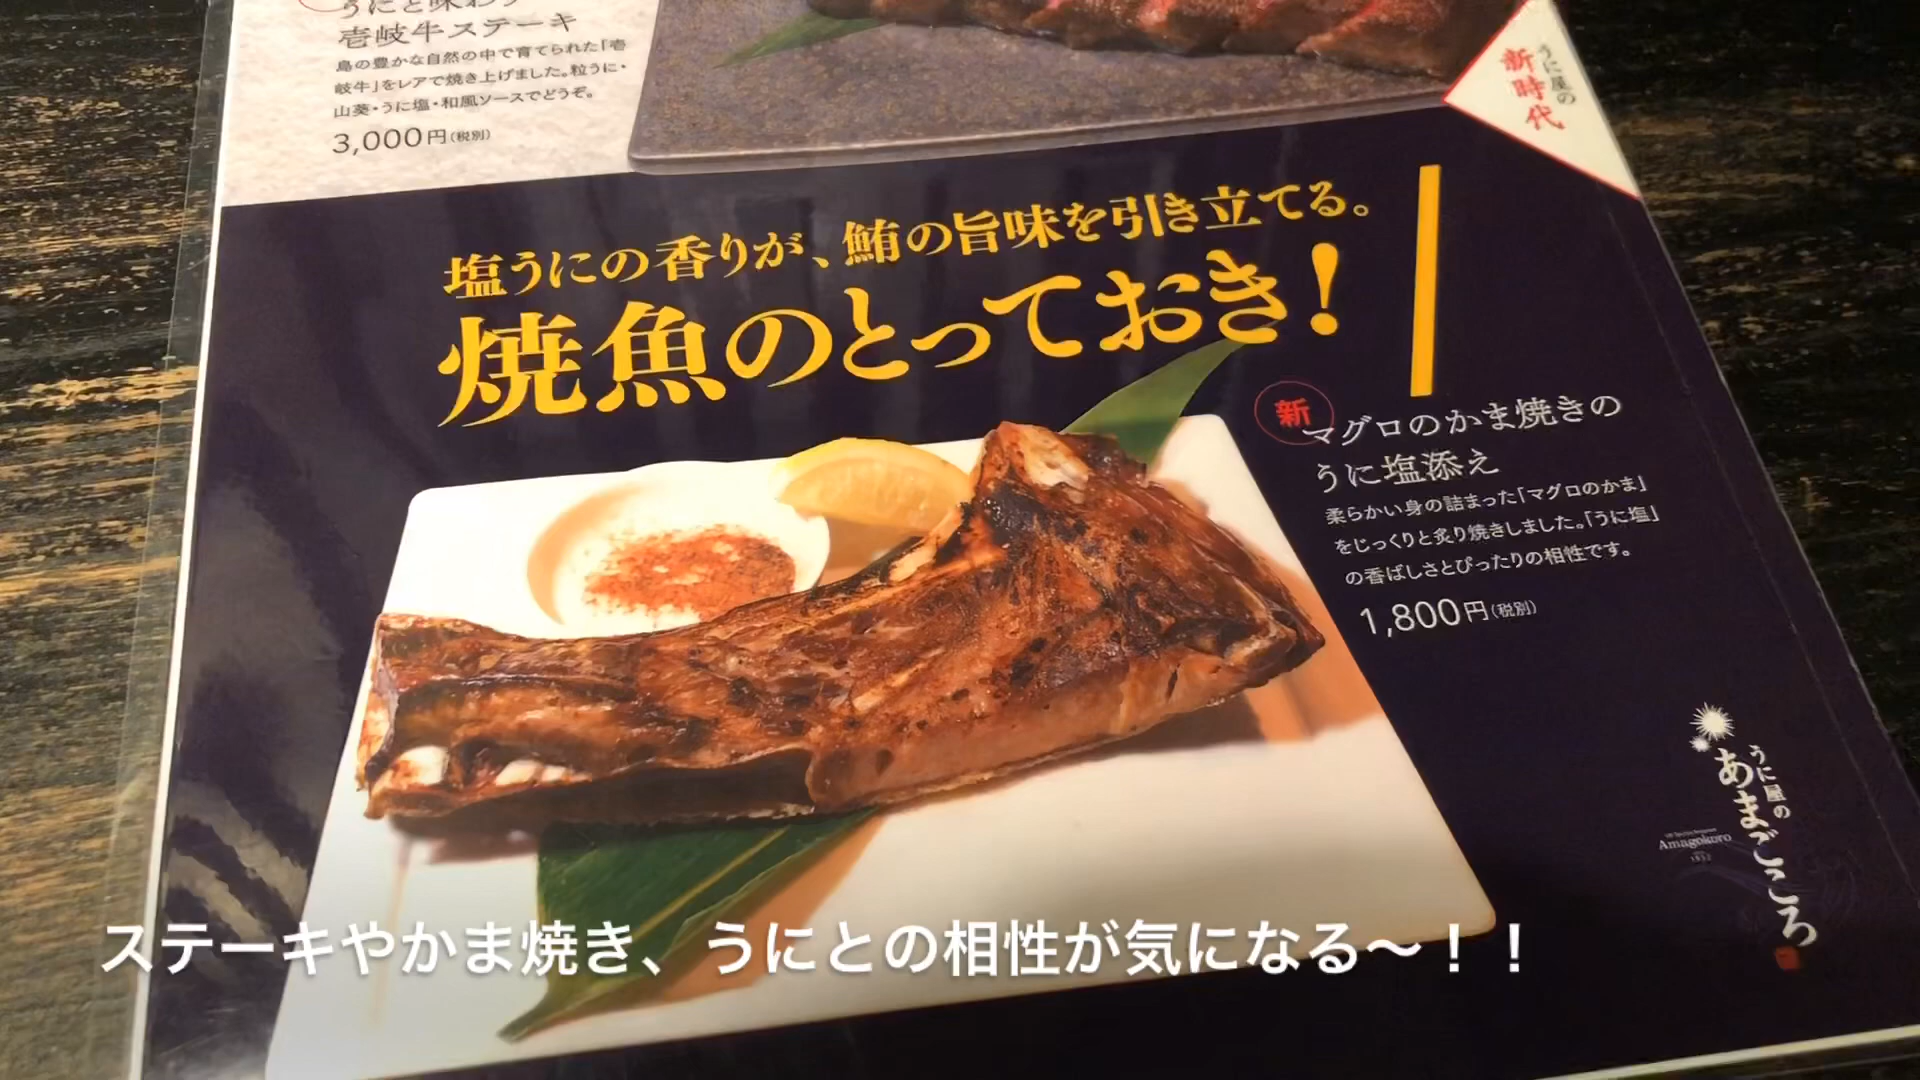 うにと味わう
壱岐牛ステーキ
島の豊かな自然の中で育てられた「壱
岐牛」をレアで焼き上げました。粒うに・
山葵・うに塩・和風ソースでどうぞ。
3,000円(税別)
うに屋の
新時代
塩うにの香りが、鮪の旨味を引き立てる。
焼魚のとっておき!
新
マグロのかま焼きの
うに塩添え
柔らかい身の詰まった「マグロのかま」
をじっくりと炙り焼きしました。「うに塩」
の香ばしさとぴったりの相性です。
1,800円(税別)
うに屋の
あまごころ
Amagokoro
ステーキやかま焼き、うにとの相性が気になる〜!!